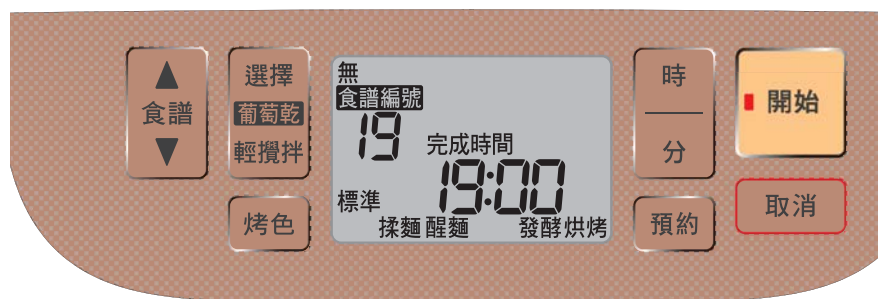 ▲
食譜
▼
選擇
葡萄乾
輕攪拌
烤色
無
食譜編號
19
完成時間
19:00
標準
揉麵 醒麵 發酵 烘烤
時
分
預約
開始
取消